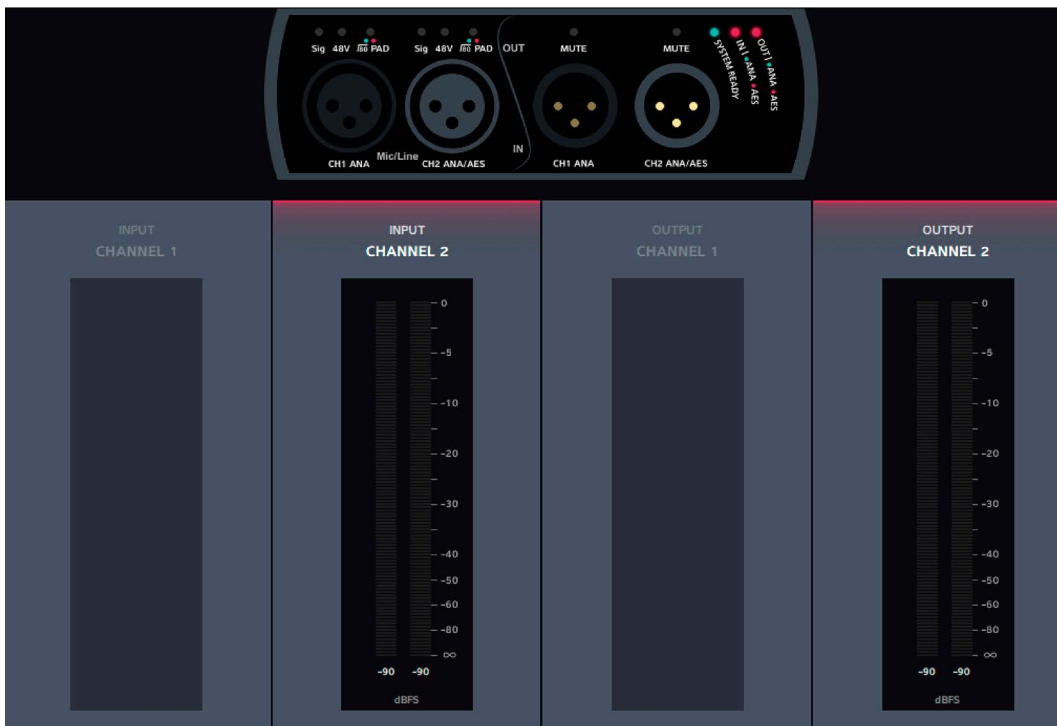 Sig 48V 80 PAD
Sig 48V 80 PAD
OUT
MUTE
MUTE
SYSTEM READY
IN I • ANA • AES
OUT I • ANA • AES
CH1 ANA
Mic/Line
CH2 ANA/AES
IN
CH1 ANA
CH2 ANA/AES
INPUT
CHANNEL 1
INPUT
CHANNEL 2
0
-5
-10
-20
-30
-40
-50
-60
-80
∞
-90 -90
dBFS
OUTPUT
CHANNEL 1
OUTPUT
CHANNEL 2
0
-5
-10
-20
-30
-40
-50
-60
-80
∞
-90 -90
dBFS